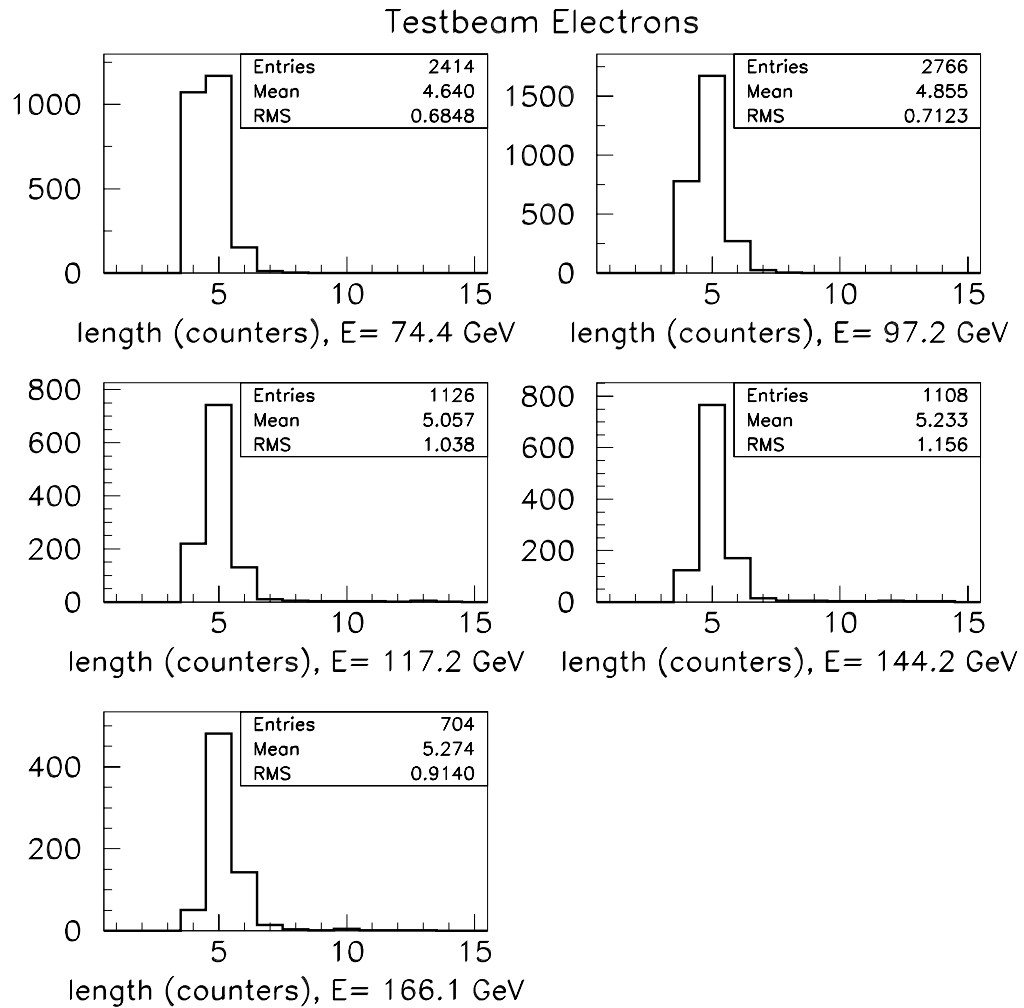 Testbeam Electrons
Entries 2414
Mean 4.640
RMS 0.6848
1000
500
0
5 10 15
length (counters), E= 74.4 GeV
Entries 2766
Mean 4.855
RMS 0.7123
1500
1000
500
0
5 10 15
length (counters), E= 97.2 GeV
Entries 1126
Mean 5.057
RMS 1.038
800
600
400
200
0
5 10 15
length (counters), E= 117.2 GeV
Entries 1108
Mean 5.233
RMS 1.156
800
600
400
200
0
5 10 15
length (counters), E= 144.2 GeV
Entries 704
Mean 5.274
RMS 0.9140
400
200
0
5 10 15
length (counters), E= 166.1 GeV